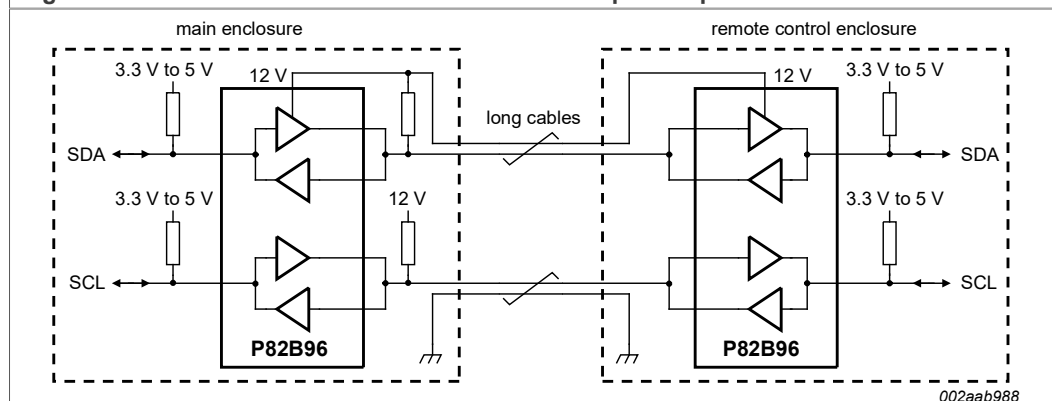 main enclosure
remote control enclosure
3.3 V to 5 V
12 V
12 V
3.3 V to 5 V
long cables
SDA
SDA
3.3 V to 5 V
12 V
3.3 V to 5 V
SCL
SCL
P82B96
P82B96
002aab988